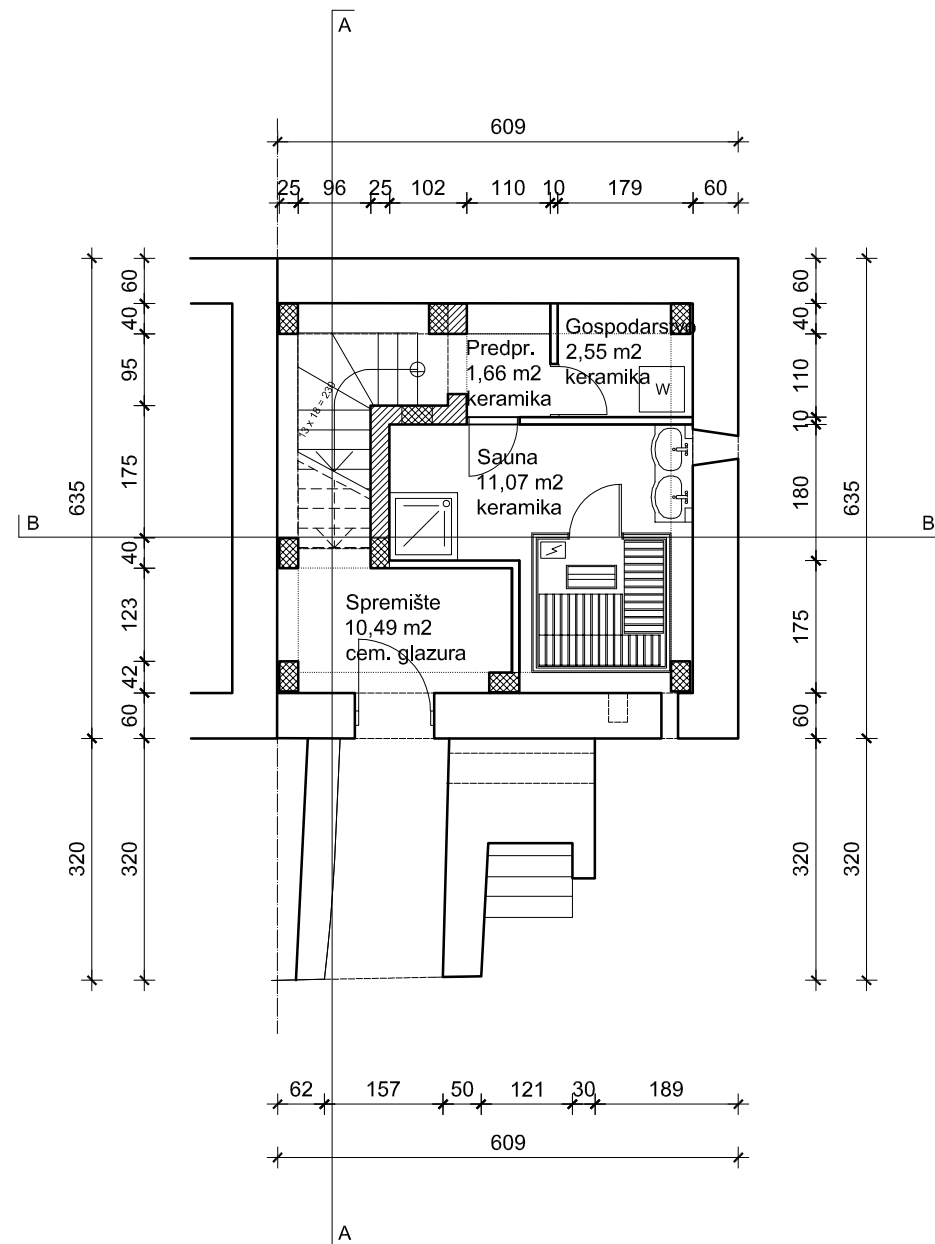 A
609
25 96 25 102 110 10 179 60
60
40
95
175
40
123
42
60
320
635
320
60
40
110
10
180
175
60
320
635
320
Predpr.
1,66 m2
keramika
Gospodarstvo
2,55 m2
keramika
W
13 x 18 = 230
Sauna
11,07 m2
keramika
B
B
Spremište
10,49 m2
cem. glazura
62 157 50 121 30 189
609
A